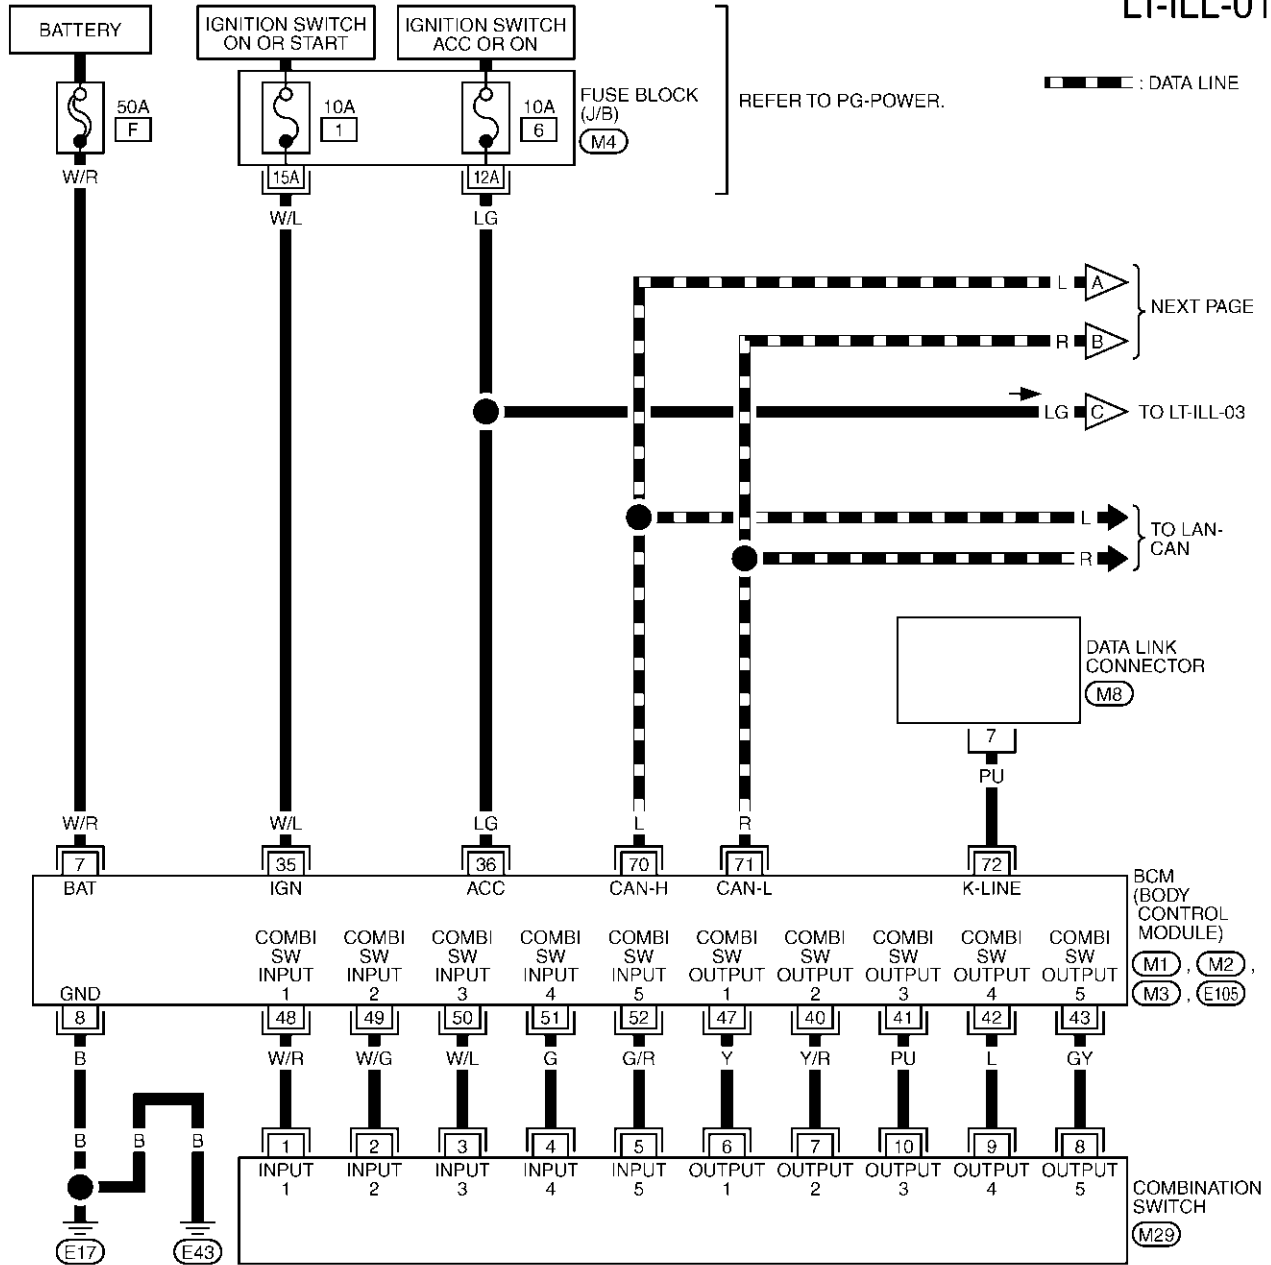 LT-ILL-01
BATTERY
IGNITION SWITCH
ON OR START
IGNITION SWITCH
ACC OR ON
50A
F
10A
1
10A
6
FUSE BLOCK
(J/B)
M4
REFER TO PG-POWER.
: DATA LINE
W/R
15A
12A
W/L
LG
L
A
R
B
NEXT PAGE
LG
C
TO LT-ILL-03
L
R
TO LAN-
CAN
DATA LINK
CONNECTOR
M8
7
PU
W/R
W/L
LG
L
R
7
35
36
70
71
72
BAT
IGN
ACC
CAN-H
CAN-L
K-LINE
BCM
(BODY
CONTROL
MODULE)
M1 , M2 ,
M3 , E105
COMBI
SW
INPUT
1
COMBI
SW
INPUT
2
COMBI
SW
INPUT
3
COMBI
SW
INPUT
4
COMBI
SW
INPUT
5
COMBI
SW
OUTPUT
1
COMBI
SW
OUTPUT
2
COMBI
SW
OUTPUT
3
COMBI
SW
OUTPUT
4
COMBI
SW
OUTPUT
5
GND
8
48
49
50
51
52
47
40
41
42
43
B
W/R
W/G
W/L
G
G/R
Y
Y/R
PU
L
GY
B
B
B
1
2
3
4
5
6
7
10
9
8
INPUT
1
INPUT
2
INPUT
3
INPUT
4
INPUT
5
OUTPUT
1
OUTPUT
2
OUTPUT
3
OUTPUT
4
OUTPUT
5
COMBINATION
SWITCH
M29
E17
E43